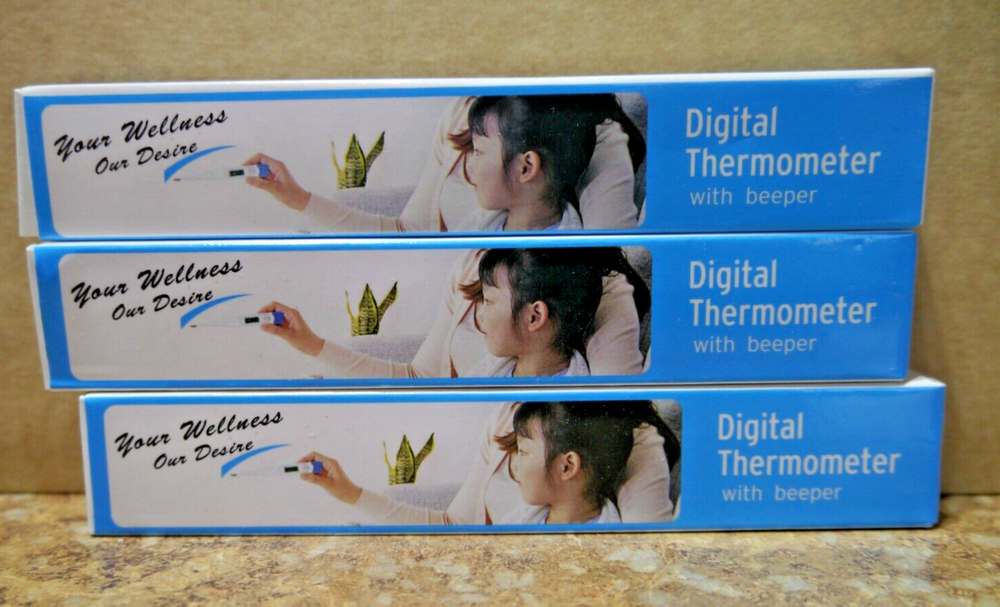 Your Wellness
Our Desire
Digital
Thermometer
with beeper
Your Wellness
Our Desire
Digital
Thermometer
with beeper
Your Wellness
Our Desire
Digital
Thermometer
with beeper